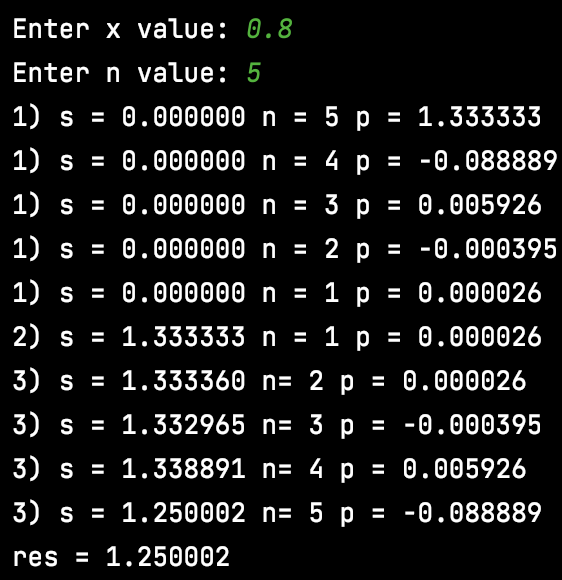 Enter x value: 0.8
Enter n value: 5
1) s = 0.000000 n = 5 p = 1.333333
1) s = 0.000000 n = 4 p = -0.088889
1) s = 0.000000 n = 3 p = 0.005926
1) s = 0.000000 n = 2 p = -0.000395
1) s = 0.000000 n = 1 p = 0.000026
2) s = 1.333333 n = 1 p = 0.000026
3) s = 1.333360 n= 2 p = 0.000026
3) s = 1.332965 n= 3 p = -0.000395
3) s = 1.338891 n= 4 p = 0.005926
3) s = 1.250002 n= 5 p = -0.088889
res = 1.250002